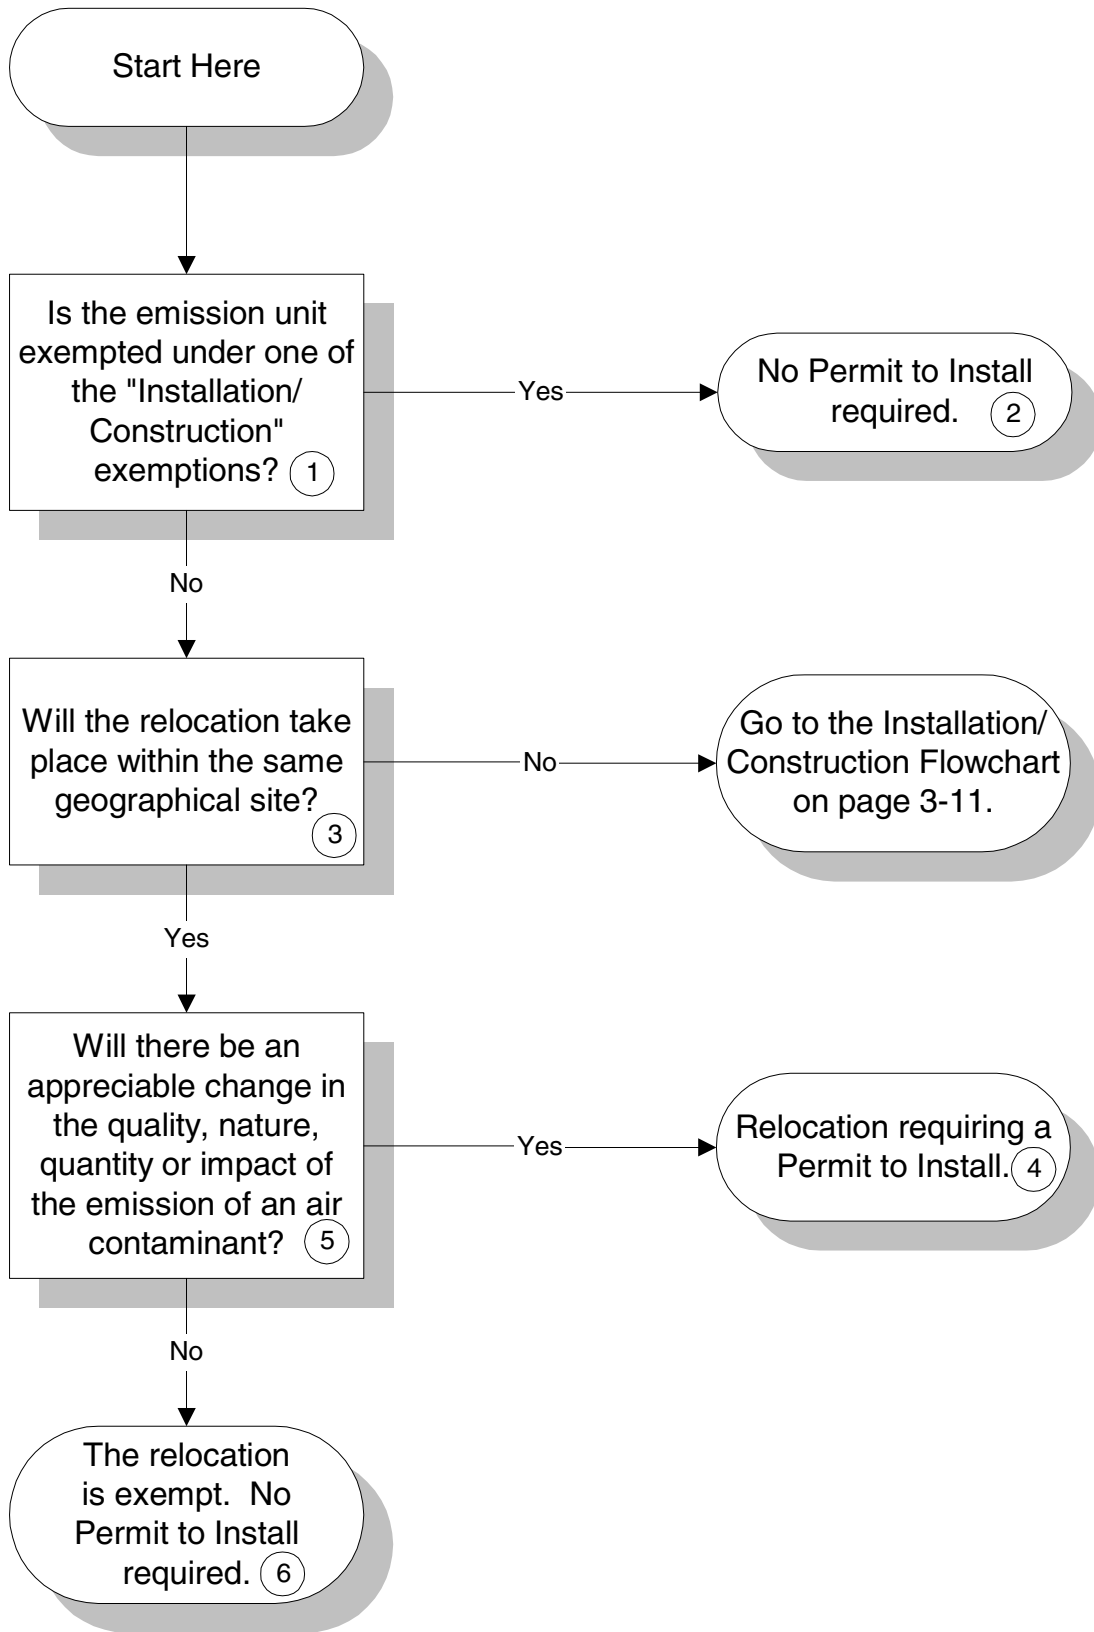 Start Here
Is the emission unit
exempted under one of
the "Installation/
Construction"
exemptions? 1
Yes
No Permit to Install
required. 2
No
Will the relocation take
place within the same
geographical site?
3
No
Go to the Installation/
Construction Flowchart
on page 3-11.
Yes
Will there be an
appreciable change in
the quality, nature,
quantity or impact of
the emission of an air
contaminant? 5
Yes
Relocation requiring a
Permit to Install. 4
No
The relocation
is exempt.  No
Permit to Install
required. 6